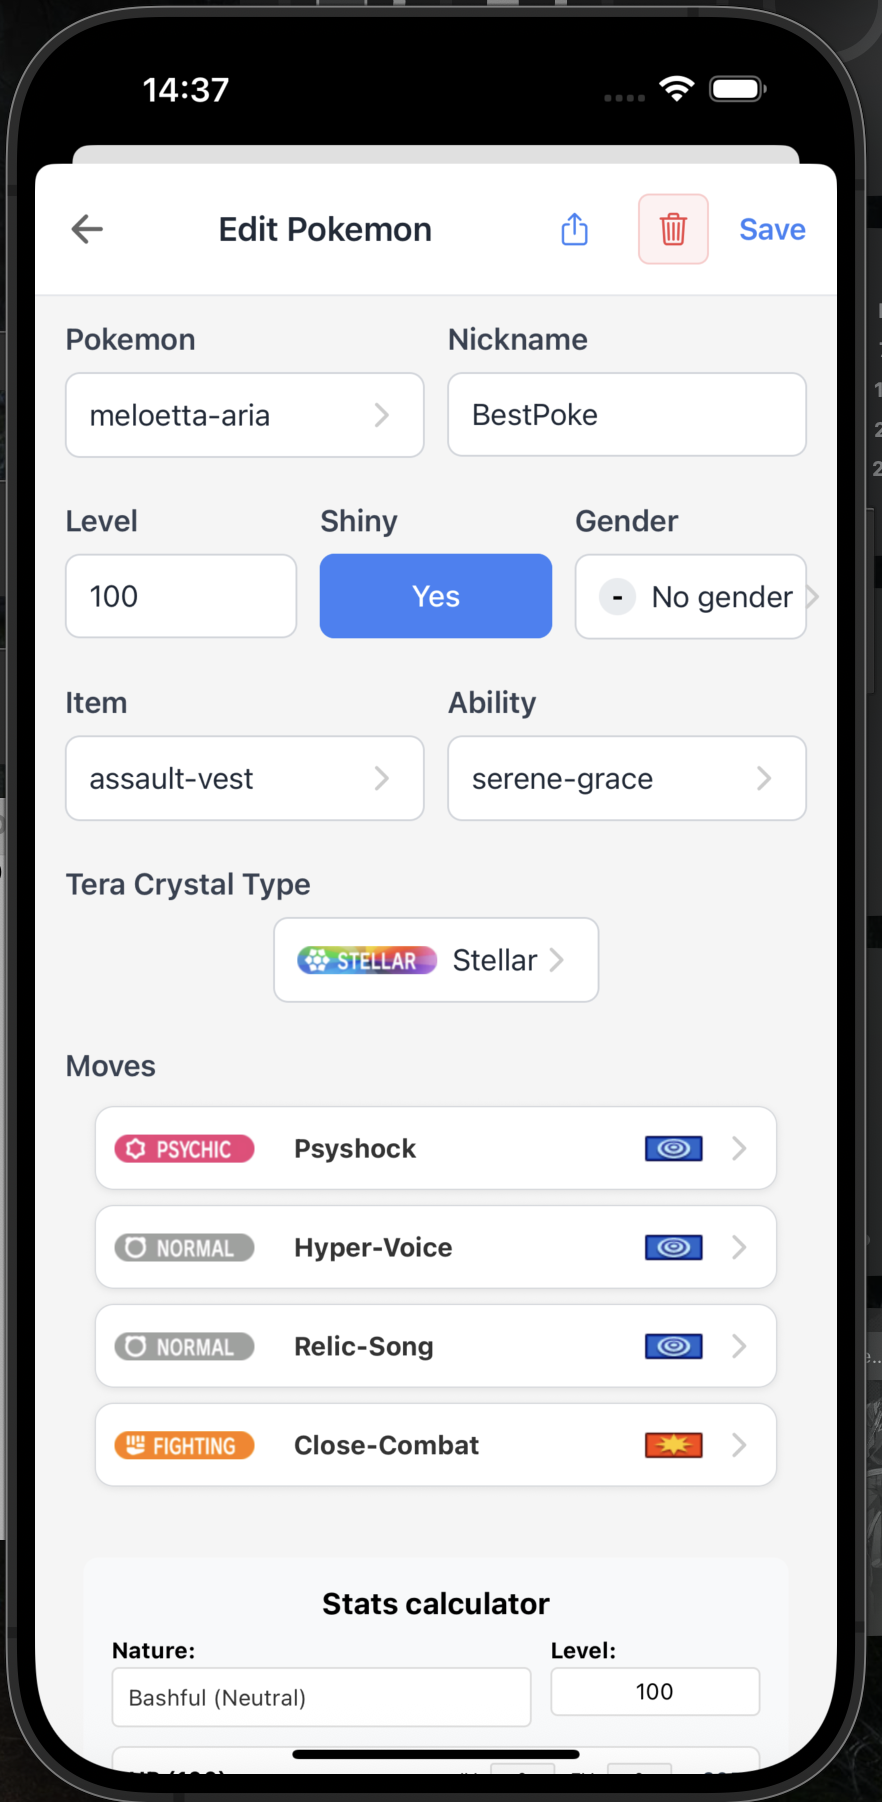 14:37
Edit Pokemon
Save
Pokemon
Nickname
meloetta-aria
BestPoke
Level
Shiny
Gender
100
Yes
- No gender
Item
Ability
assault-vest
serene-grace
Tera Crystal Type
STELLAR Stellar
Moves
PSYCHIC Psyshock
NORMAL Hyper-Voice
NORMAL Relic-Song
FIGHTING Close-Combat
Stats calculator
Nature:
Level:
Bashful (Neutral)
100